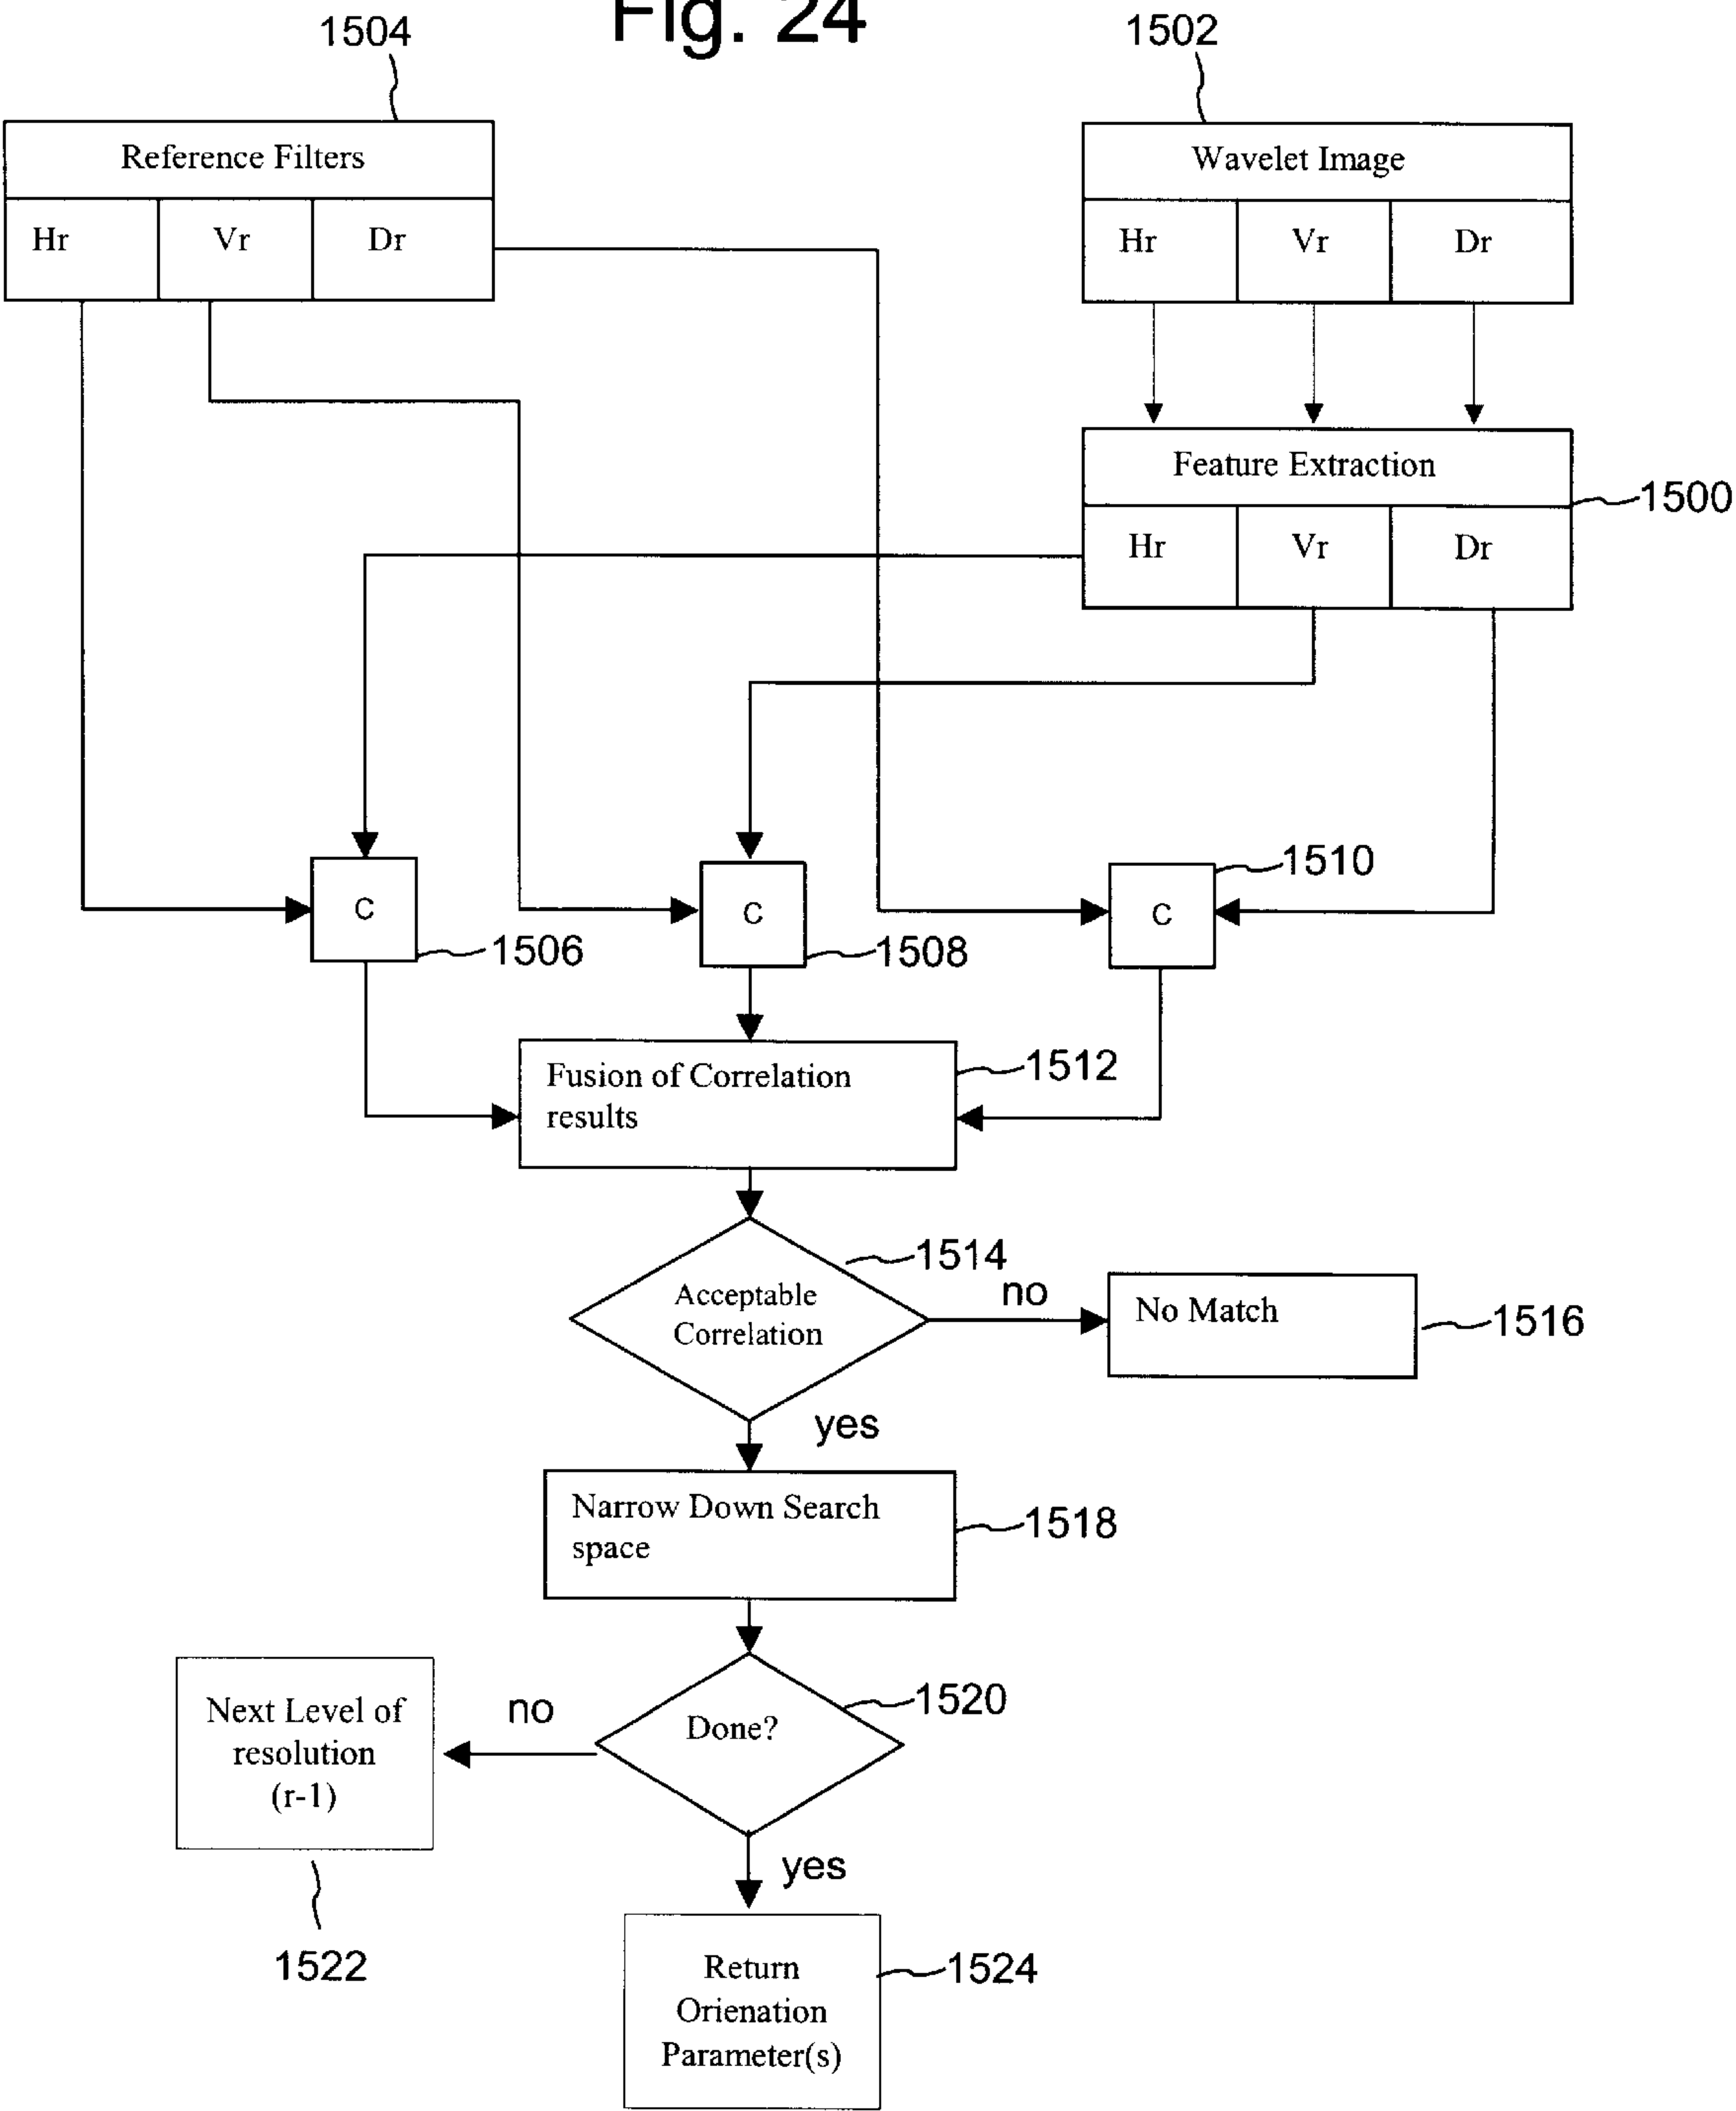 Fig. 24
1504
1502
Reference Filters
Hr Vr Dr
Wavelet Image
Hr Vr Dr
Feature Extraction
1500
Hr Vr Dr
C
1506
C
1508
C
1510
Fusion of Correlation
results
1512
Acceptable
Correlation
1514
no
No Match
1516
yes
Narrow Down Search
space
1518
Done?
1520
no
Next Level of
resolution
(r-1)
1522
yes
Return
Orienation
Parameter(s)
1524